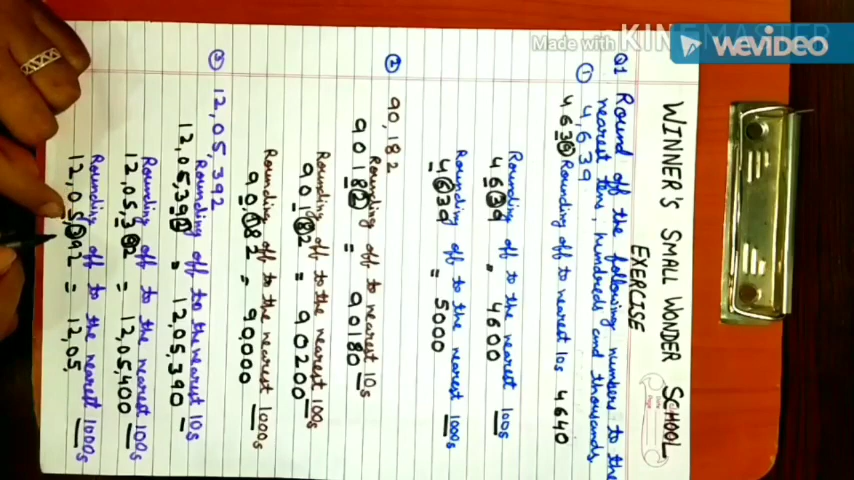 Made with KINEMASTER
wevideo
WINNER'S SMALL WONDER SCHOOL
EXERCISE
Q1 Round off the following numbers to the
nearest tens, hundreds and thousands.
① 4,639
4639 Rounding off to nearest 10s 4640
Rounding off to the nearest 100s
4639 = 4600
Rounding off to the nearest 1000s
4639 = 5000
② 90,182
Rounding off to nearest 10s
90182 = 90180
Rounding off to the nearest 100s
90182 = 90200
Rounding off to the nearest 1000s
90,182 = 90,000
③ 12,05,392
Rounding off to the nearest 10s
12,05,392 = 12,05,390
Rounding off to the nearest 100s
12,05,392 = 12,05,400
Rounding off to the nearest 1000s
12,05,392 = 12,05,